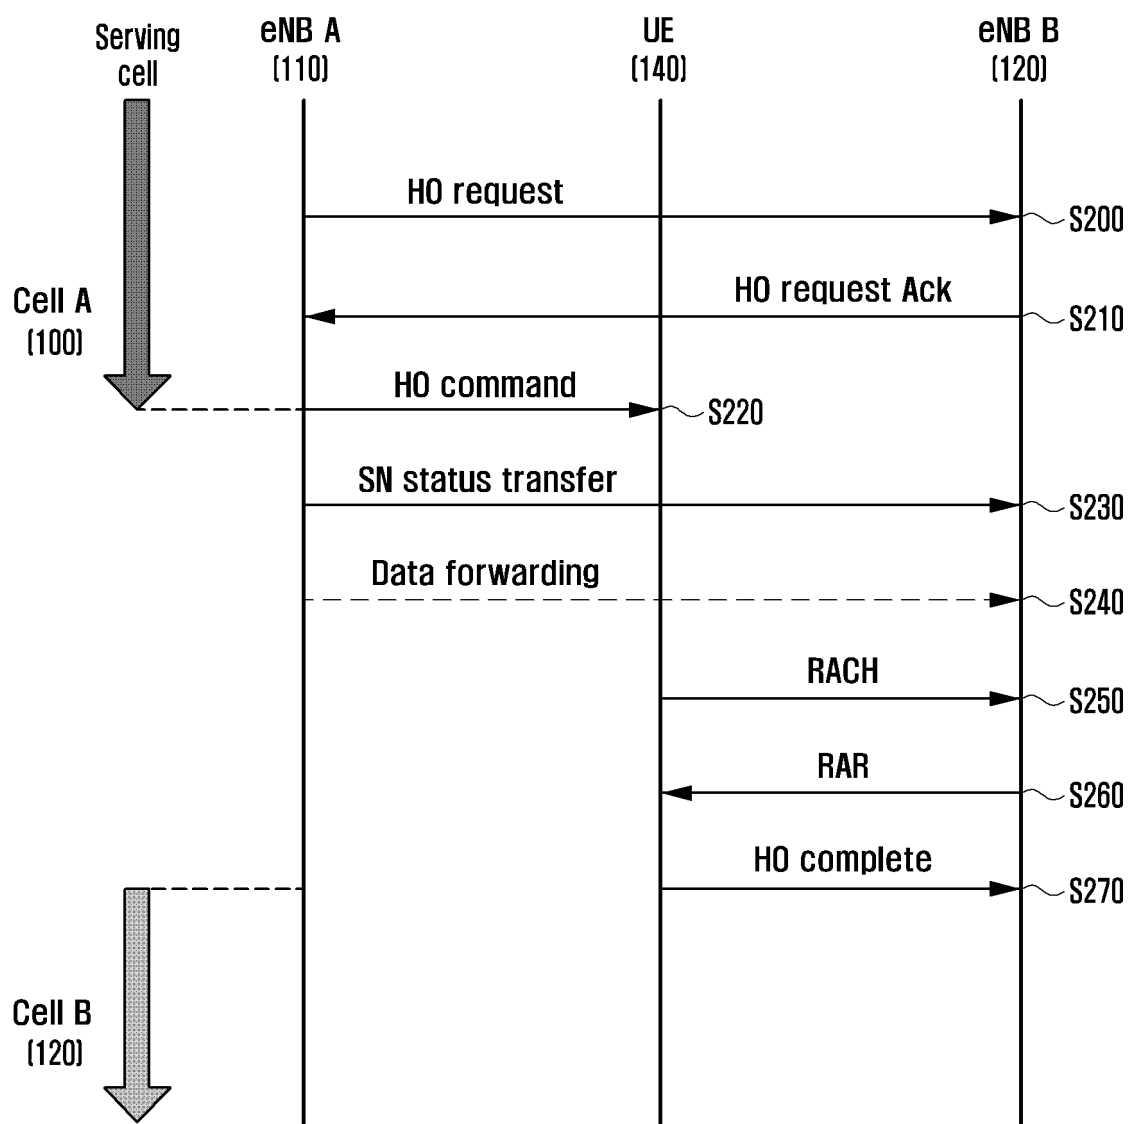 Serving
cell
eNB A
(110)
UE
(140)
eNB B
(120)
HO request
S200
HO request Ack
S210
Cell A
(100)
HO command
S220
SN status transfer
S230
Data forwarding
S240
RACH
S250
RAR
S260
HO complete
S270
Cell B
(120)